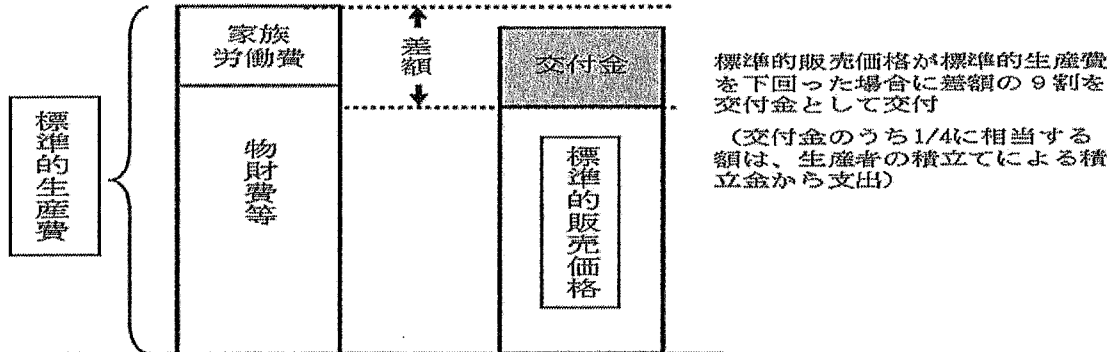 標準的生産費
家族
労働費
物財費等
差額
交付金
標準的販売価格
標準的販売価格が標準的生産費
を下回った場合に差額の9割を
交付金として交付
（交付金のうち1/4に相当する
額は、生産者の積立てによる積
立金から支出）